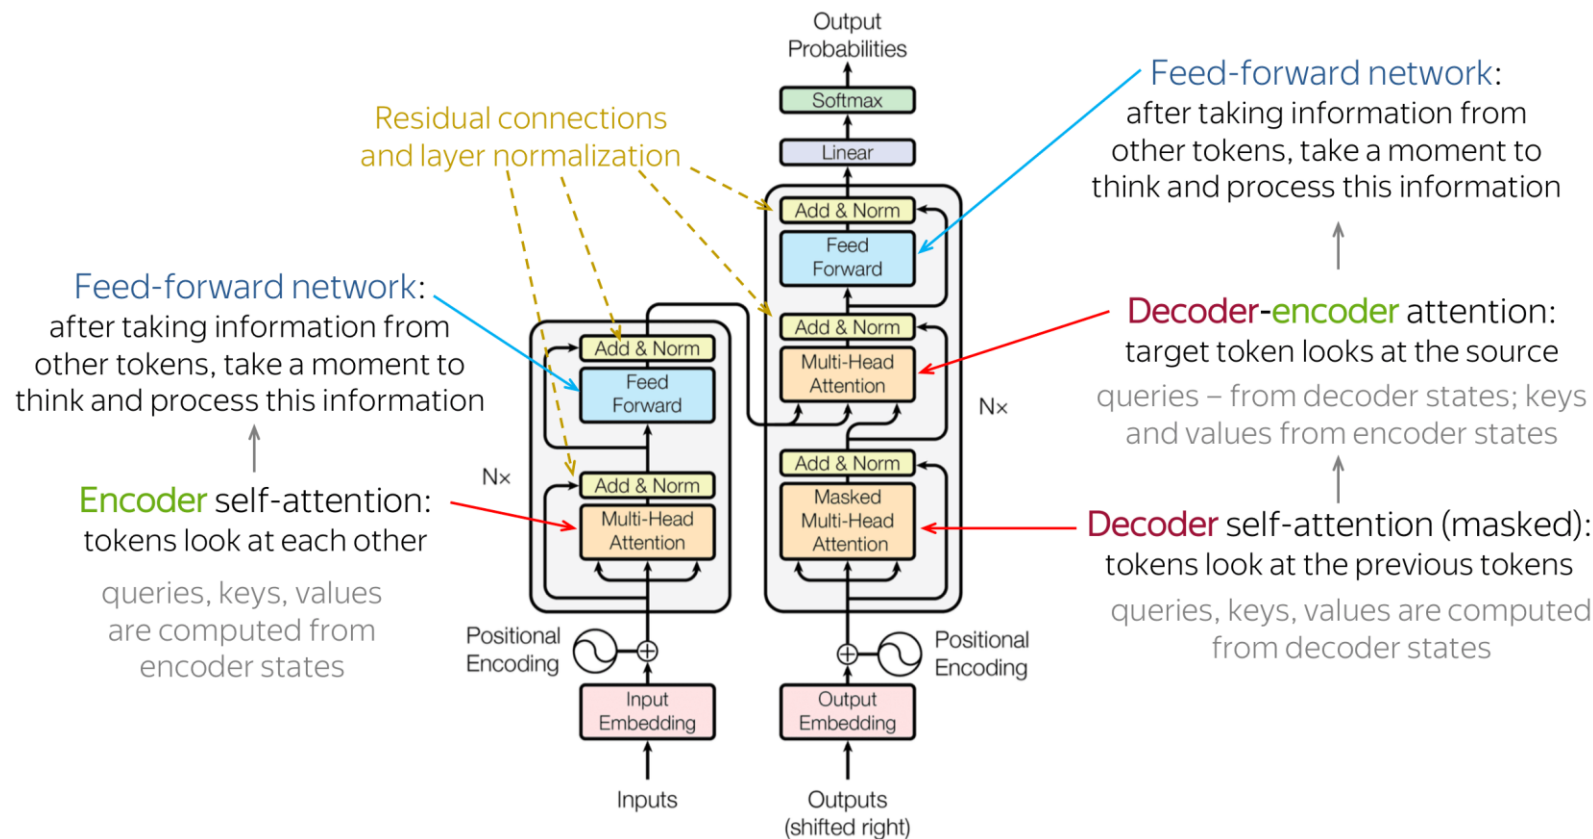 Output
Probabilities
Softmax
Linear
Add & Norm
Feed
Forward
Add & Norm
Multi-Head
Attention
Nx
Add & Norm
Masked
Multi-Head
Attention
Positional
Encoding
Output
Embedding
Outputs
(shifted right)
Add & Norm
Feed
Forward
Nx
Add & Norm
Multi-Head
Attention
Positional
Encoding
Input
Embedding
Inputs
Residual connections
and layer normalization
Feed-forward network:
after taking information from
other tokens, take a moment to
think and process this information
Encoder self-attention:
tokens look at each other
queries, keys, values
are computed from
encoder states
Feed-forward network:
after taking information from
other tokens, take a moment to
think and process this information
Decoder-encoder attention:
target token looks at the source
queries – from decoder states; keys
and values from encoder states
Decoder self-attention (masked):
tokens look at the previous tokens
queries, keys, values are computed
from decoder states